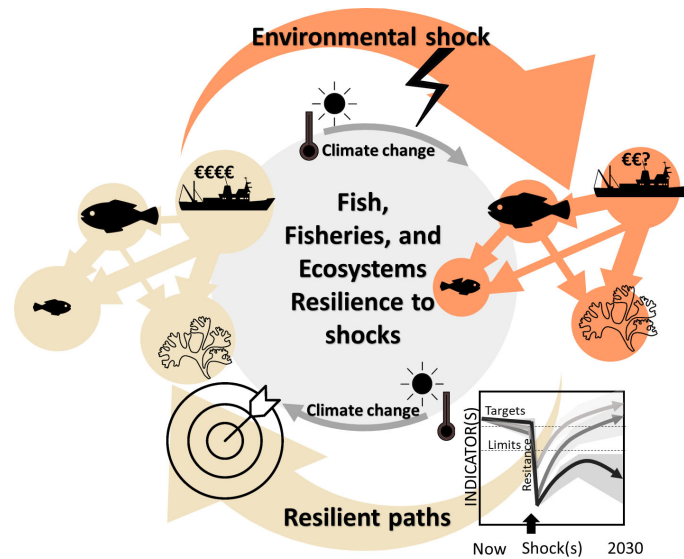 Environmental shock
Climate change
€€€€
€€?
Fish,
Fisheries, and
Ecosystems
Resilience to
shocks
Climate change
Resilient paths
INDICATOR(S)
Targets
Limits
Resitance
Now
Shock(s)
2030